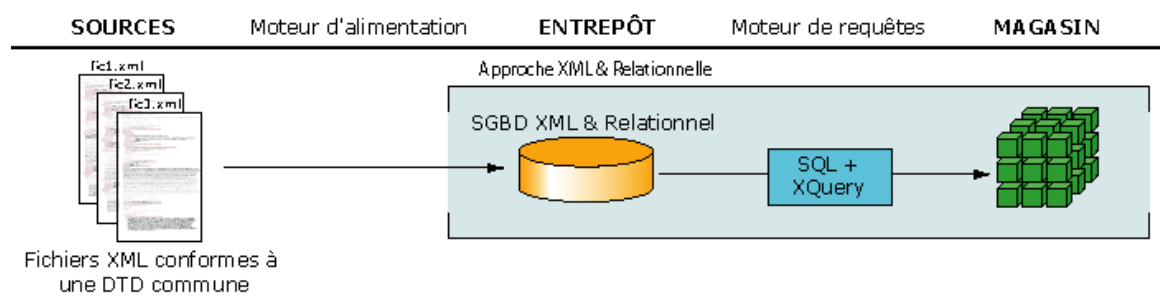 SOURCES Moteur d'alimentation ENTREPÔT Moteur de requêtes MAGASIN
fic1.xml
fic2.xml
fic3.xml
Approche XML & Relationnelle
SGBD XML & Relationnel
SQL +
XQuery
Fichiers XML conformes à
une DTD commune